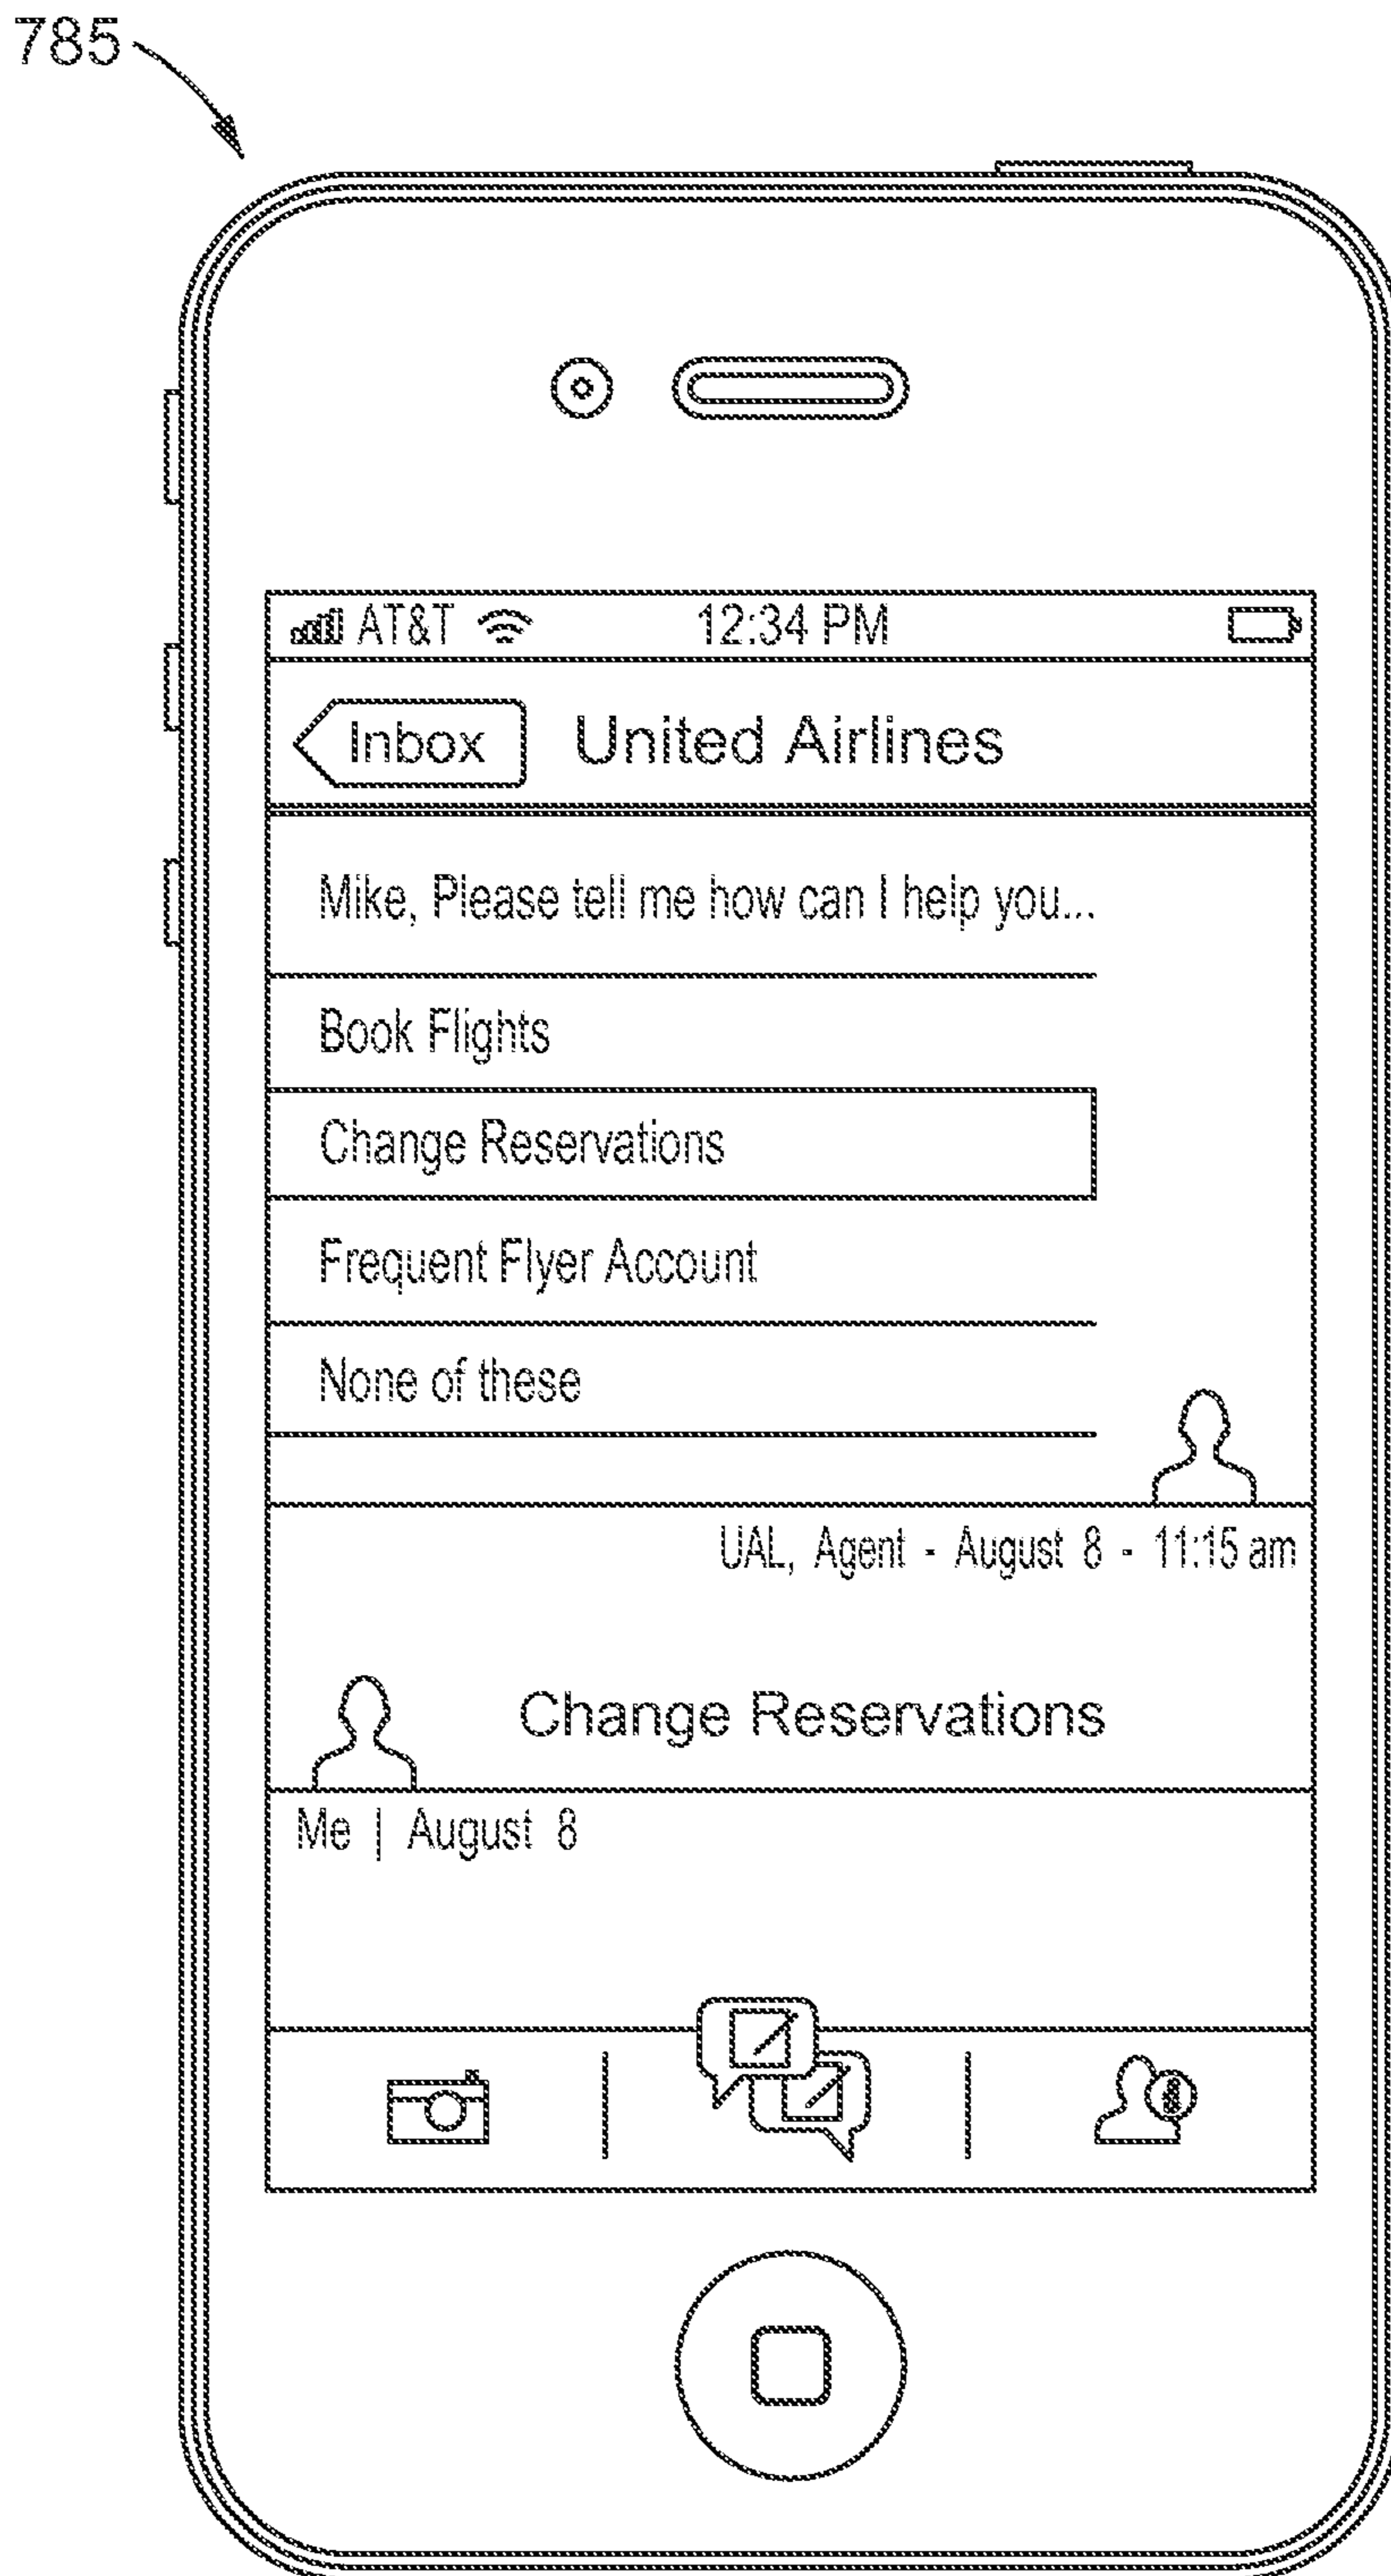 785
AT&T 12:34 PM
Inbox United Airlines
Mike, Please tell me how can I help you...
Book Flights
Change Reservations
Frequent Flyer Account
None of these
UAL, Agent - August 8 - 11:15 am
Change Reservations
Me | August 8